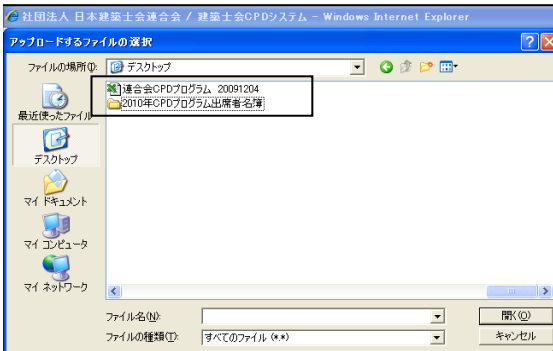 社団法人 日本建築士会連合会 / 建築士会CPDシステム - Windows Internet Explorer
アップロードするファイルの選択
ファイルの場所(I):
デスクトップ
最近使ったファイル
連合会CPDプログラム 20091204
2010年CPDプログラム出席者名簿
デスクトップ
マイ ドキュメント
マイ コンピュータ
マイ ネットワーク
ファイル名(N):
開く(O)
ファイルの種類(T):
すべてのファイル (*.*)
キャンセル